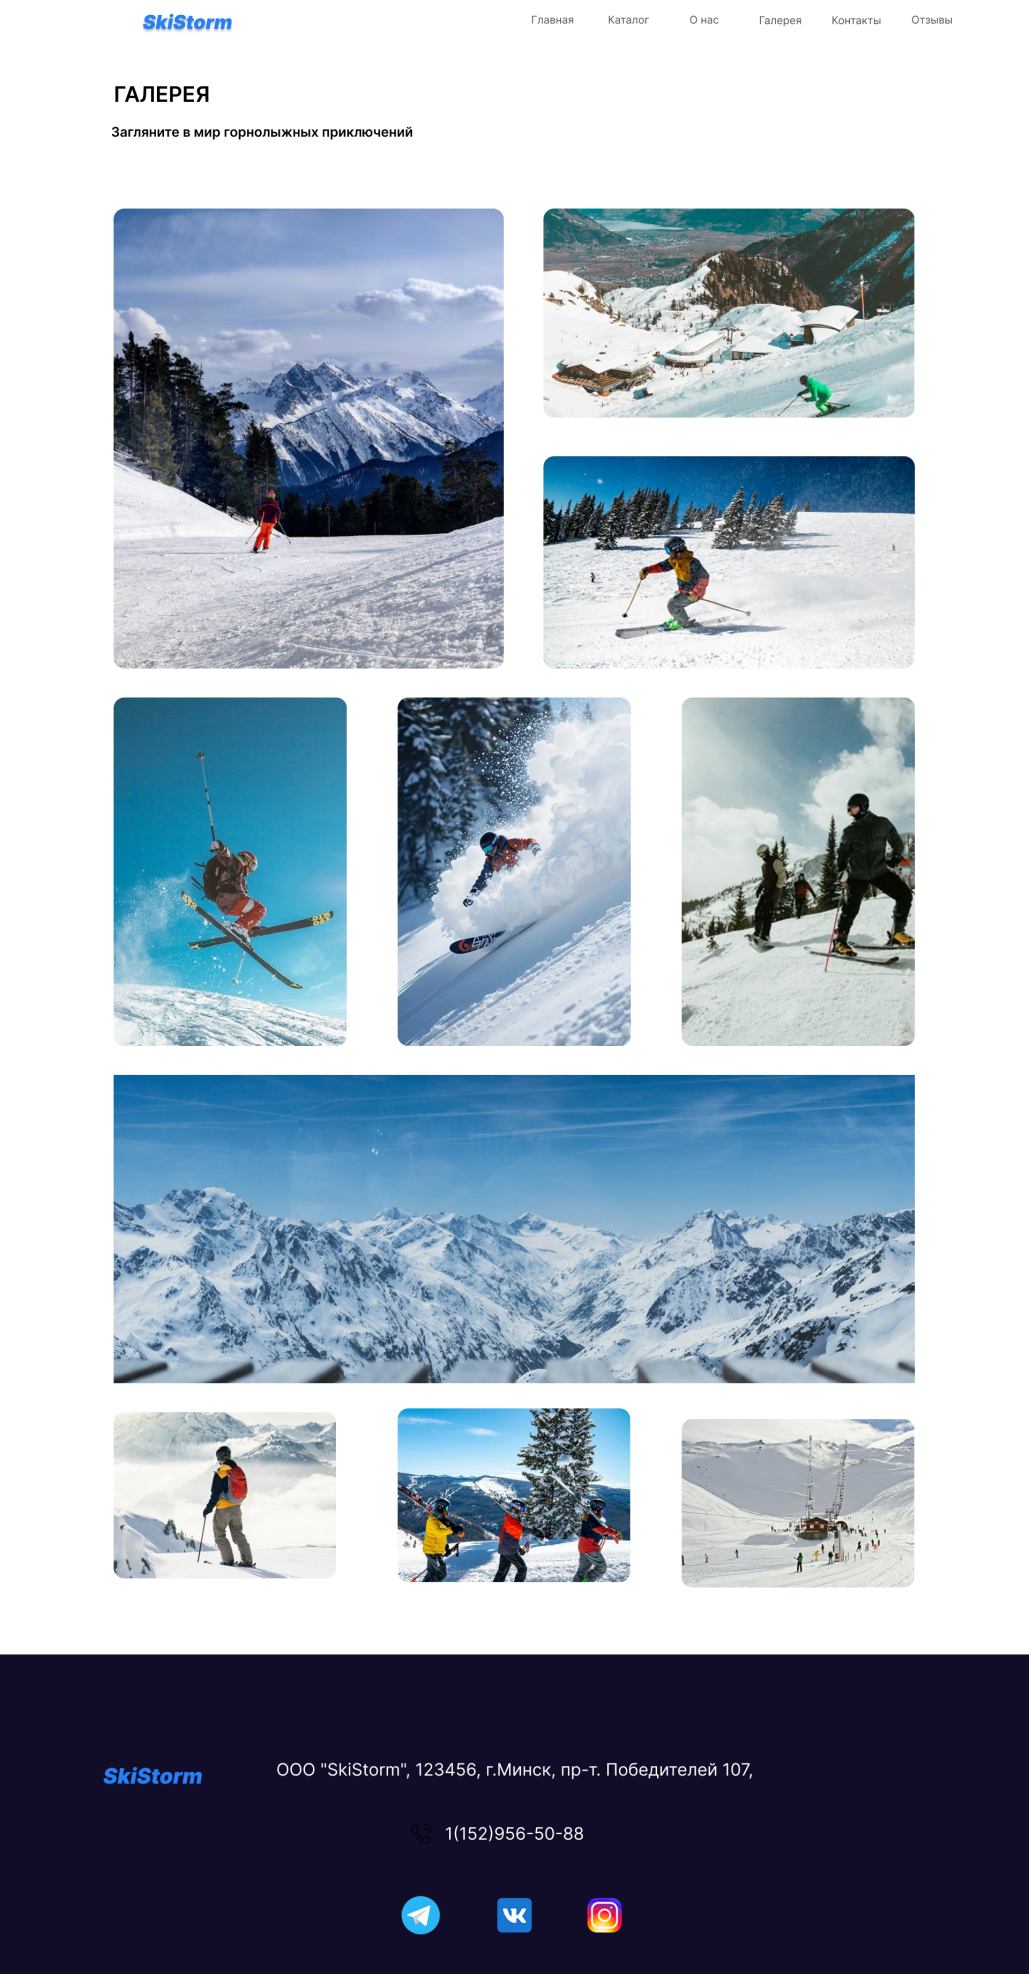 SkiStorm
Главная Каталог О нас Галерея Контакты Отзывы
ГАЛЕРЕЯ
Загляните в мир горнолыжных приключений
SkiStorm
ООО "SkiStorm", 123456, г.Минск, пр-т. Победителей 107,
1(152)956-50-88